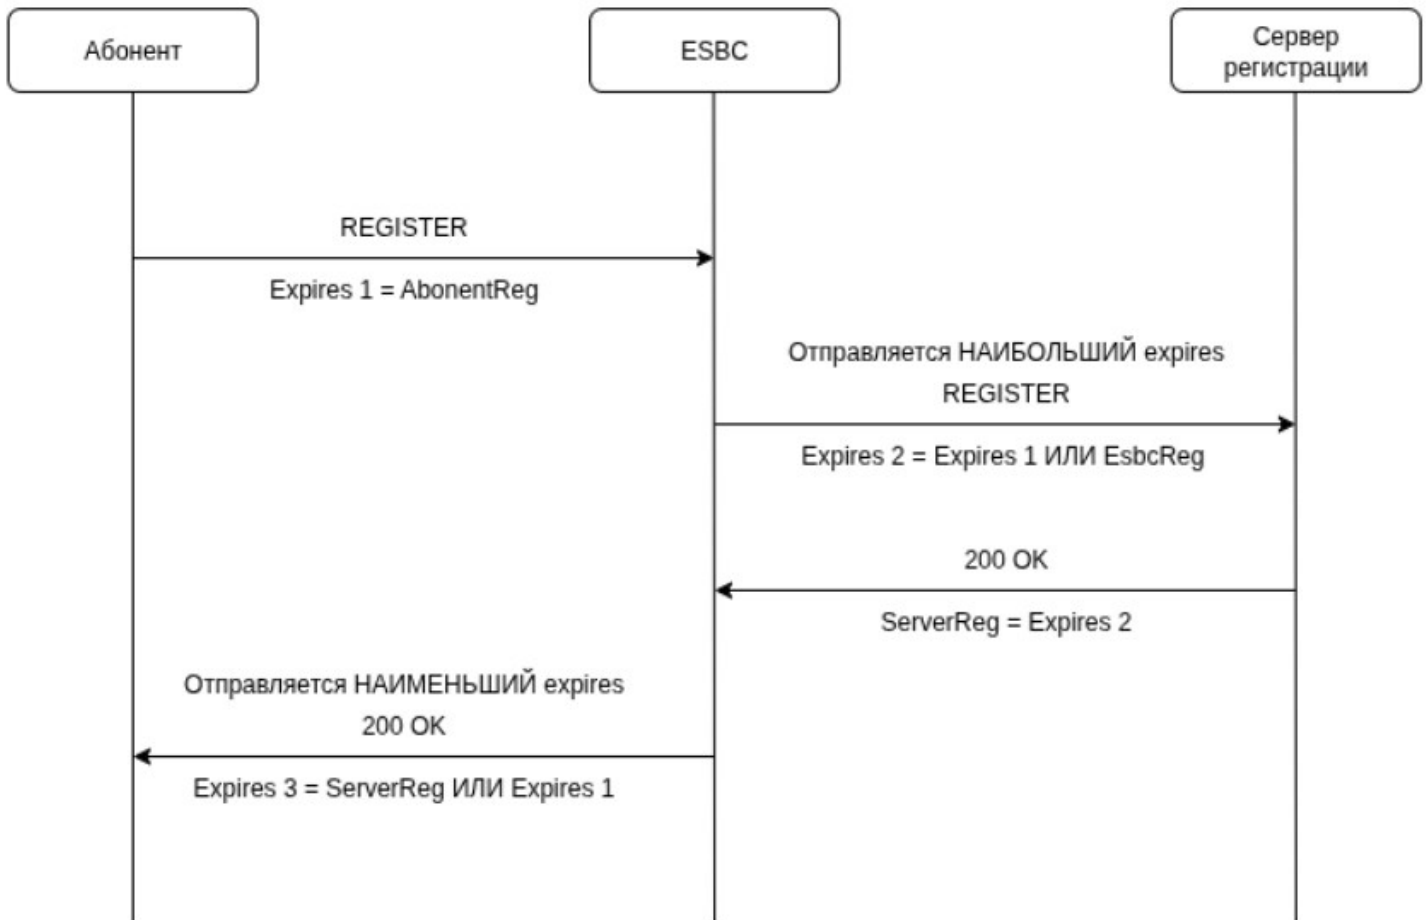 Абонент
ESBC
Сервер
регистрации
REGISTER
Expires 1 = AbonentReg
Отправляется НАИБОЛЬШИЙ expires
REGISTER
Expires 2 = Expires 1 ИЛИ EsbcReg
200 OK
ServerReg = Expires 2
Отправляется НАИМЕНЬШИЙ expires
200 OK
Expires 3 = ServerReg ИЛИ Expires 1